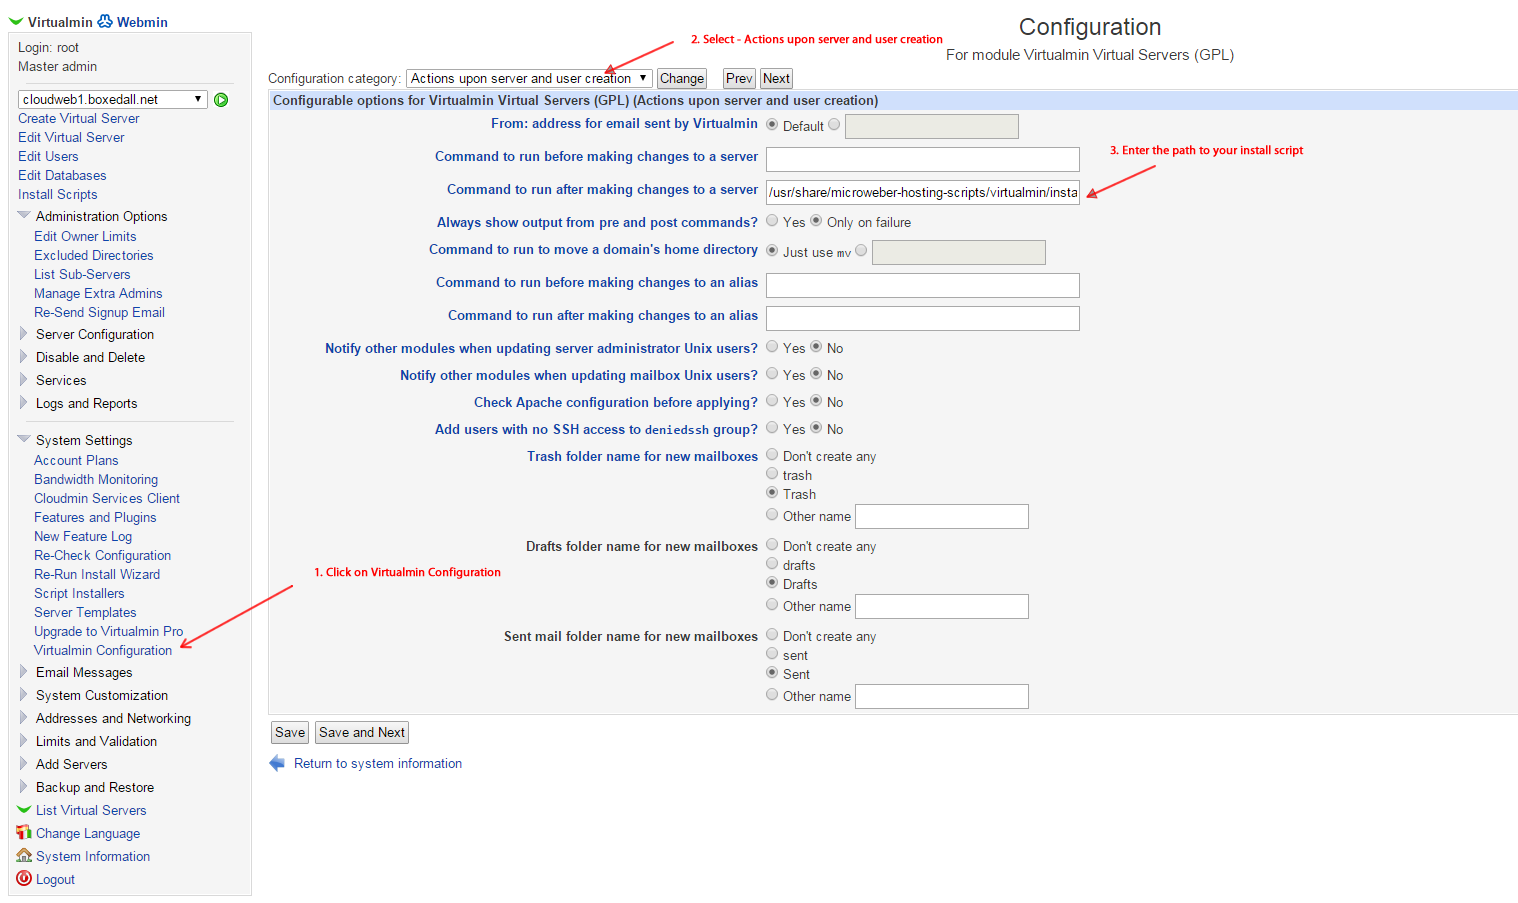 Virtualmin Webmin
Login: root
Master admin
cloudweb1.boxedall.net
Create Virtual Server
Edit Virtual Server
Edit Users
Edit Databases
Install Scripts
Administration Options
Edit Owner Limits
Excluded Directories
List Sub-Servers
Manage Extra Admins
Re-Send Signup Email
Server Configuration
Disable and Delete
Services
Logs and Reports
System Settings
Account Plans
Bandwidth Monitoring
Cloudmin Services Client
Features and Plugins
New Feature Log
Re-Check Configuration
Re-Run Install Wizard
Script Installers
Server Templates
Upgrade to Virtualmin Pro
Virtualmin Configuration
Email Messages
System Customization
Addresses and Networking
Limits and Validation
Add Servers
Backup and Restore
List Virtual Servers
Change Language
System Information
Logout
Configuration
For module Virtualmin Virtual Servers (GPL)
2. Select - Actions upon server and user creation
Configuration category: Actions upon server and user creation Change Prev Next
Configurable options for Virtualmin Virtual Servers (GPL) (Actions upon server and user creation)
From: address for email sent by Virtualmin Default
Command to run before making changes to a server
3. Enter the path to your install script
Command to run after making changes to a server /usr/share/microweber-hosting-scripts/virtualmin/insta
Always show output from pre and post commands? Yes Only on failure
Command to run to move a domain's home directory Just use mv
Command to run before making changes to an alias
Command to run after making changes to an alias
Notify other modules when updating server administrator Unix users? Yes No
Notify other modules when updating mailbox Unix users? Yes No
Check Apache configuration before applying? Yes No
Add users with no SSH access to deniedssh group? Yes No
Trash folder name for new mailboxes Don't create any
trash
Trash
Other name
Drafts folder name for new mailboxes Don't create any
drafts
Drafts
Other name
1. Click on Virtualmin Configuration
Sent mail folder name for new mailboxes Don't create any
sent
Sent
Other name
Save Save and Next
Return to system information